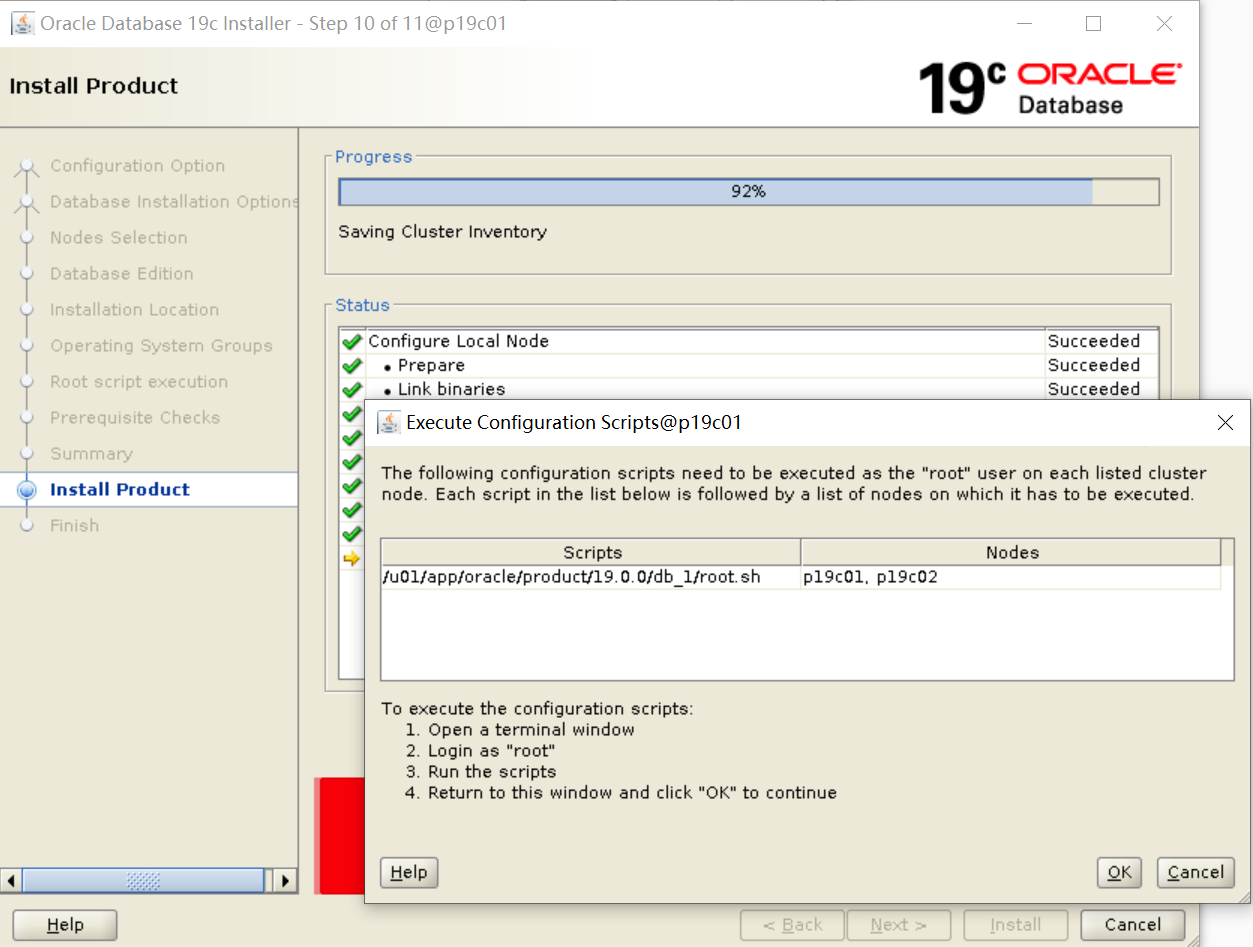 Oracle Database 19c Installer - Step 10 of 11@p19c01
Install Product
19c ORACLE
Database
Configuration Option
Database Installation Options
Nodes Selection
Database Edition
Installation Location
Operating System Groups
Root script execution
Prerequisite Checks
Summary
Install Product
Finish
Progress
92%
Saving Cluster Inventory
Status
Configure Local Node Succeeded
• Prepare Succeeded
• Link binaries Succeeded
Execute Configuration Scripts@p19c01
The following configuration scripts need to be executed as the "root" user on each listed cluster
node. Each script in the list below is followed by a list of nodes on which it has to be executed.
Scripts Nodes
/u01/app/oracle/product/19.0.0/db_1/root.sh p19c01, p19c02
To execute the configuration scripts:
1. Open a terminal window
2. Login as "root"
3. Run the scripts
4. Return to this window and click "OK" to continue
Help OK Cancel
Help < Back Next > Install Cancel